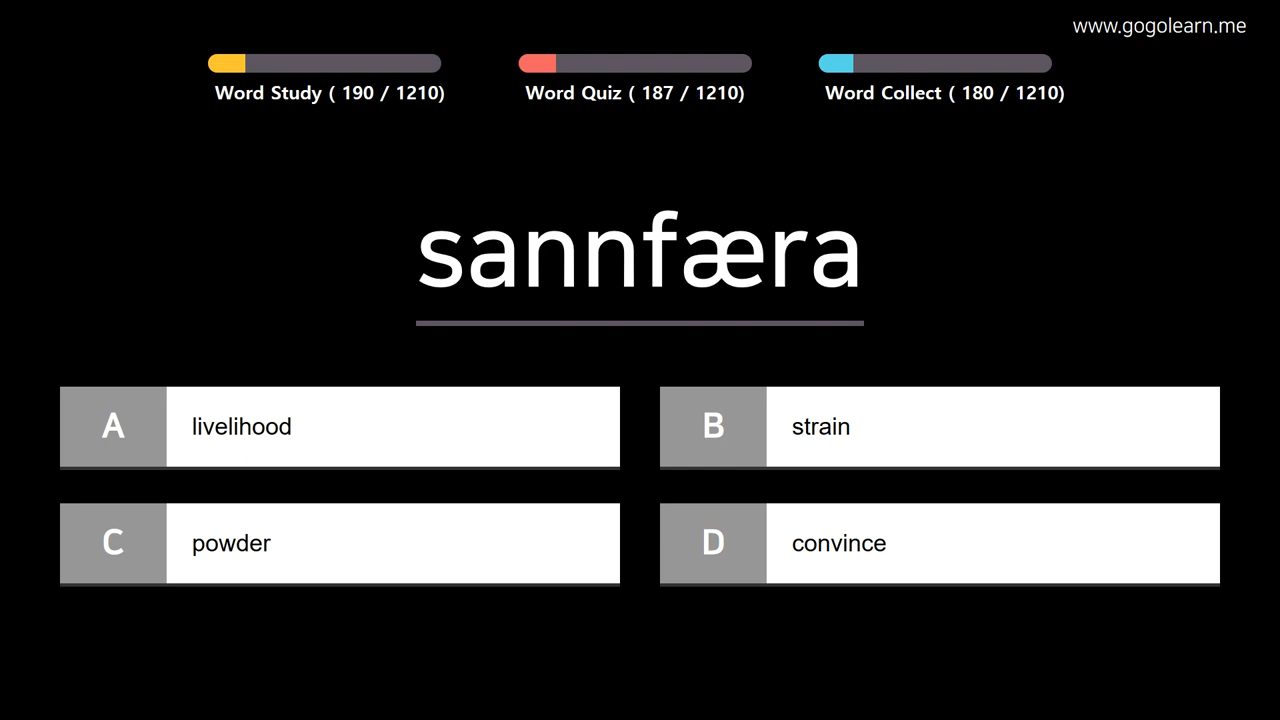 www.gogolearn.me
Word Study ( 190 / 1210)
Word Quiz ( 187 / 1210)
Word Collect ( 180 / 1210)
sannfæra
A livelihood
B strain
C powder
D convince